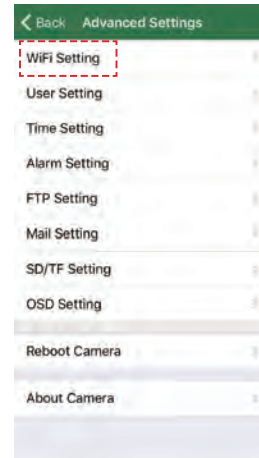 Back Advanced Settings
WiFi Setting
User Setting
Time Setting
Alarm Setting
FTP Setting
Mail Setting
SD/TF Setting
OSD Setting
Reboot Camera
About Camera